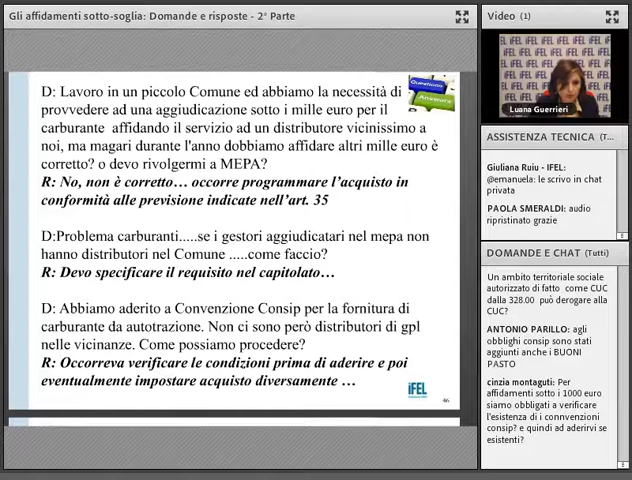 Gli affidamenti sotto-soglia: Domande e risposte - 2° Parte
D: Lavoro in un piccolo Comune ed abbiamo la necessità di
provvedere ad una aggiudicazione sotto i mille euro per il
carburante affidando il servizio ad un distributore vicinissimo a
noi, ma magari durante l'anno dobbiamo affidare altri mille euro è
corretto? o devo rivolgermi a MEPA?
R: No, non è corretto… occorre programmare l'acquisto in
conformità alle previsione indicate nell'art. 35
D:Problema carburanti.....se i gestori aggiudicatari nel mepa non
hanno distributori nel Comune .....come faccio?
R: Devo specificare il requisito nel capitolato…
D: Abbiamo aderito a Convenzione Consip per la fornitura di
carburante da autotrazione. Non ci sono però distributori di gpl
nelle vicinanze. Come possiamo procedere?
R: Occorreva verificare le condizioni prima di aderire e poi
eventualmente impostare acquisto diversamente …
Questions
Answers
iFEL
46
Video (1)
Luana Guerrieri
ASSISTENZA TECNICA (T...
Giuliana Ruiu - IFEL:
@emanuela: le scrivo in chat
privata
PAOLA SMERALDI: audio
ripristinato grazie
DOMANDE E CHAT (Tutti)
Un ambito territoriale sociale
autorizzato di fatto come CUC
dalla 328.00 può derogare alla
CUC?
ANTONIO PARILLO: agli
obblighi consip sono stati
aggiunti anche i BUONI
PASTO
cinzia montaguti: Per
affidamenti sotto i 1000 euro
siamo obbligati a verificare
l'esistenza di i connvenzioni
consip? e quindi ad aderirvi se
esistenti?